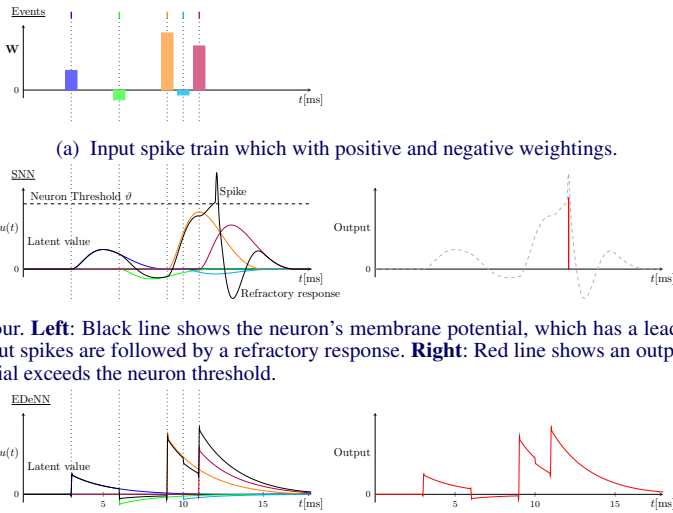 Events
W
0
t[ms]
(a) Input spike train which with positive and negative weightings.
SNN
Neuron Threshold ϑ
Spike
u(t)
Latent value
Output
0
0
t[ms]
t[ms]
Refractory response
our. Left: Black line shows the neuron's membrane potential, which has a lead
ut spikes are followed by a refractory response. Right: Red line shows an outp
ial exceeds the neuron threshold.
EDeNN
u(t)
Output
Latent value
0
0
5
10
15
t[ms]
5
10
15
t[ms]